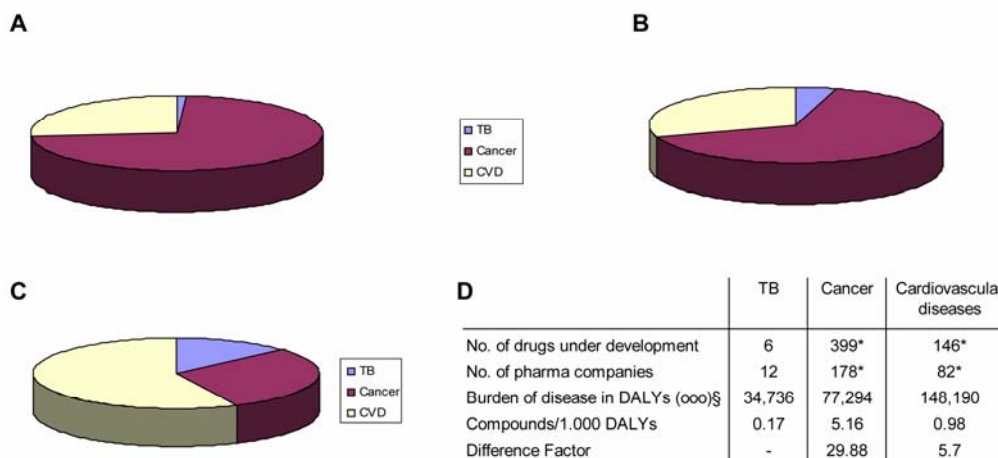 A
B
TB
Cancer
CVD
C
TB
Cancer
CVD
D
TB Cancer Cardiovascula
diseases
No. of drugs under development 6 399* 146*
No. of pharma companies 12 178* 82*
Burden of disease in DALYs (ooo)§ 34,736 77,294 148,190
Compounds/1.000 DALYs 0.17 5.16 0.98
Difference Factor - 29.88 5.7